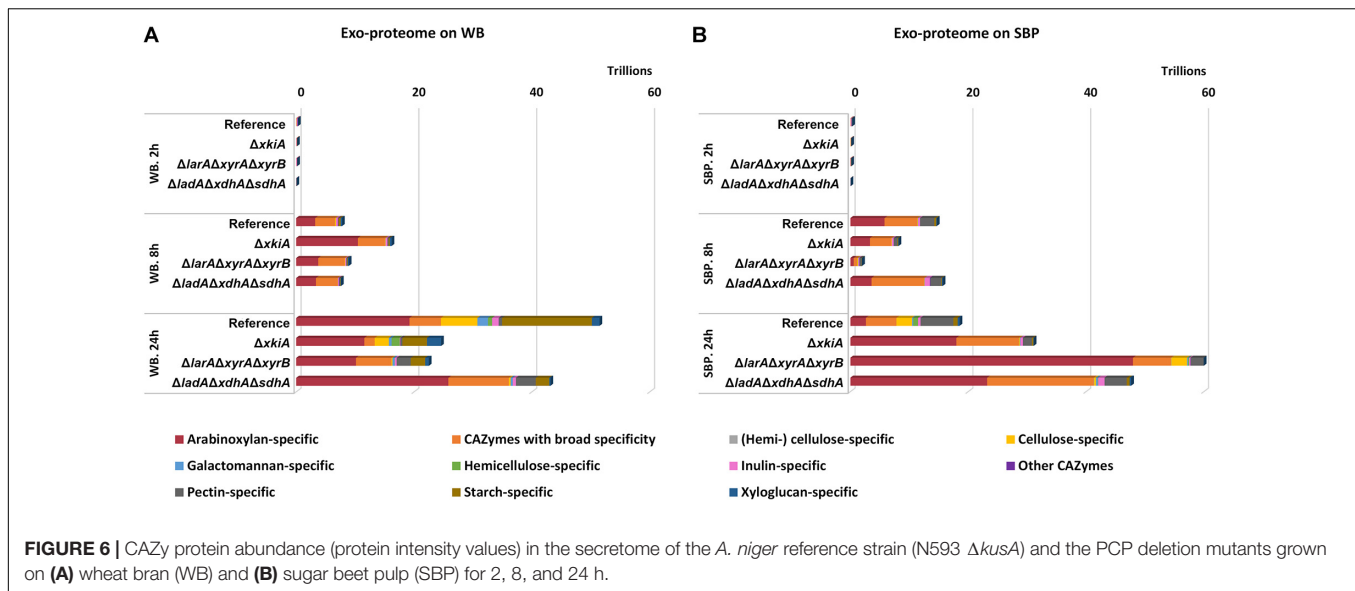 A
Exo-proteome on WB
Trillions
0 20 40 60
WB. 2h
Reference
ΔxkiA
ΔlarAΔxyrAΔxyrB
ΔladAΔxdhAΔsdhA
WB. 8h
Reference
ΔxkiA
ΔlarAΔxyrAΔxyrB
ΔladAΔxdhAΔsdhA
WB. 24h
Reference
ΔxkiA
ΔlarAΔxyrAΔxyrB
ΔladAΔxdhAΔsdhA
B
Exo-proteome on SBP
Trillions
0 20 40 60
SBP. 2h
Reference
ΔxkiA
ΔlarAΔxyrAΔxyrB
ΔladAΔxdhAΔsdhA
SBP. 8h
Reference
ΔxkiA
ΔlarAΔxyrAΔxyrB
ΔladAΔxdhAΔsdhA
SBP. 24h
Reference
ΔxkiA
ΔlarAΔxyrAΔxyrB
ΔladAΔxdhAΔsdhA
Arabinoxylan-specific
CAZymes with broad specificity
(Hemi-) cellulose-specific
Cellulose-specific
Galactomannan-specific
Hemicellulose-specific
Inulin-specific
Other CAZymes
Pectin-specific
Starch-specific
Xyloglucan-specific
FIGURE 6 | CAZy protein abundance (protein intensity values) in the secretome of the A. niger reference strain (N593 ΔkusA) and the PCP deletion mutants grown
on (A) wheat bran (WB) and (B) sugar beet pulp (SBP) for 2, 8, and 24 h.